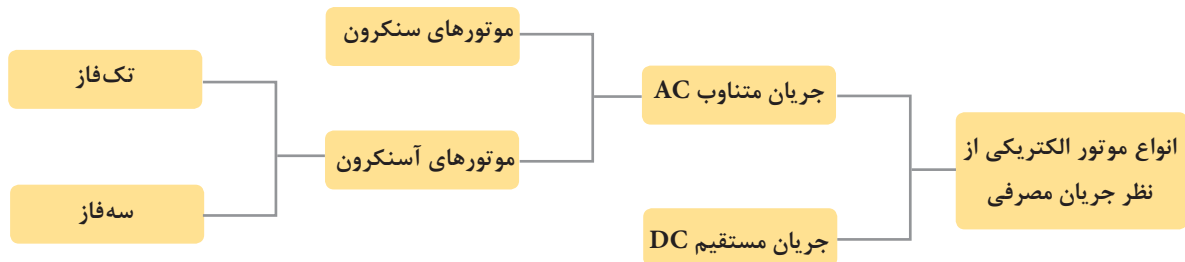 انواع موتور الکتریکی از
نظر جریان مصرفی
جریان متناوب AC
جریان مستقیم DC
موتورهای سنکرون
موتورهای آسنکرون
تک‌فاز
سه‌فاز